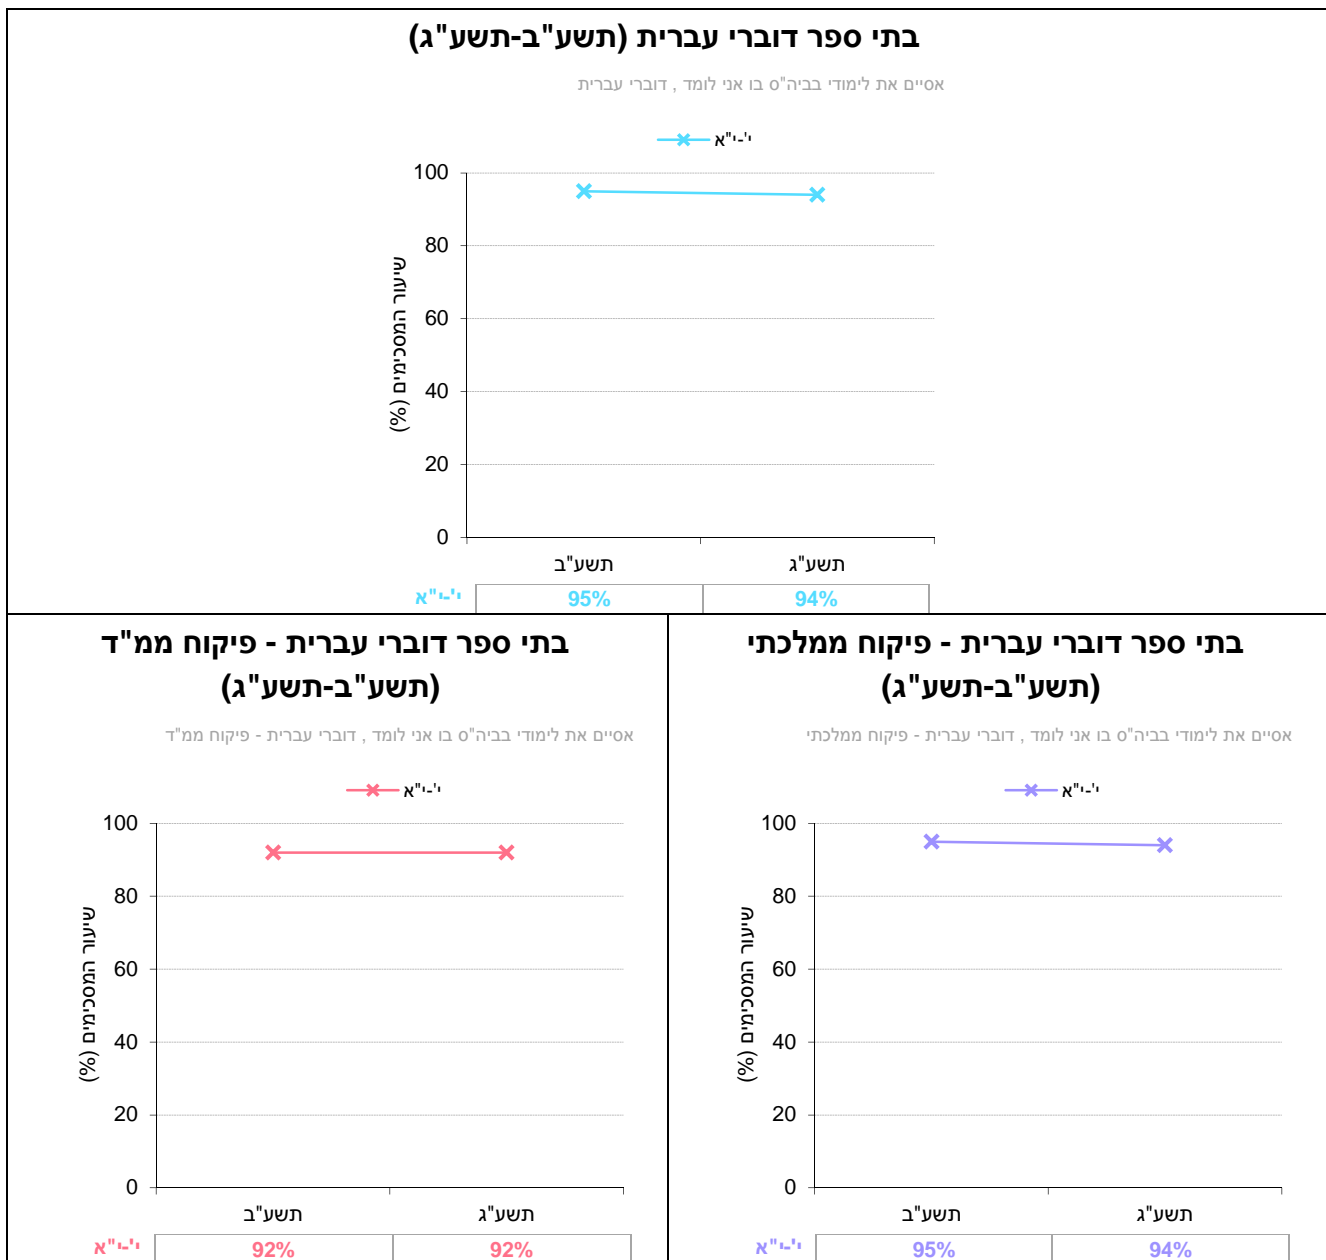 בתי ספר דוברי עברית (תשע"ב-תשע"ג)
אסיים את לימודי בביה"ס בו אני לומד , דוברי עברית
י'-י"א
שיעור המסכימים (%)
100
80
60
40
20
0
תשע"ב תשע"ג
י'-י"א 95% 94%
בתי ספר דוברי עברית - פיקוח ממלכתי
(תשע"ב-תשע"ג)
אסיים את לימודי בביה"ס בו אני לומד , דוברי עברית - פיקוח ממלכתי
י'-י"א
שיעור המסכימים (%)
100
80
60
40
20
0
תשע"ב תשע"ג
י'-י"א 95% 94%
בתי ספר דוברי עברית - פיקוח ממ"ד
(תשע"ב-תשע"ג)
אסיים את לימודי בביה"ס בו אני לומד , דוברי עברית - פיקוח ממ"ד
י'-י"א
שיעור המסכימים (%)
100
80
60
40
20
0
תשע"ב תשע"ג
י'-י"א 92% 92%